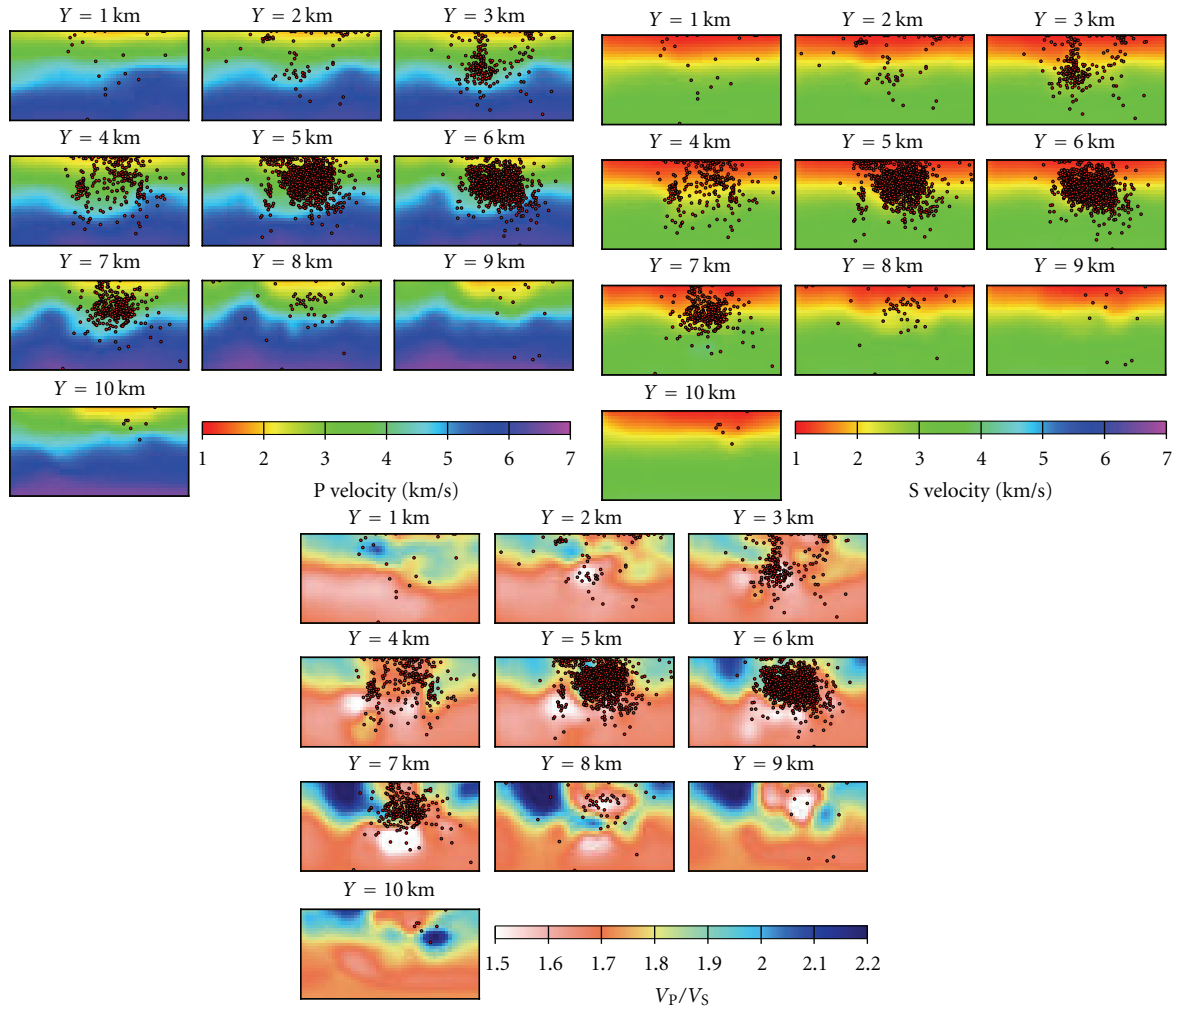 Y = 1 km Y = 2 km Y = 3 km
Y = 4 km Y = 5 km Y = 6 km
Y = 7 km Y = 8 km Y = 9 km
Y = 10 km
1 2 3 4 5 6 7
P velocity (km/s)
Y = 1 km Y = 2 km Y = 3 km
Y = 4 km Y = 5 km Y = 6 km
Y = 7 km Y = 8 km Y = 9 km
Y = 10 km
1 2 3 4 5 6 7
S velocity (km/s)
Y = 1 km Y = 2 km Y = 3 km
Y = 4 km Y = 5 km Y = 6 km
Y = 7 km Y = 8 km Y = 9 km
Y = 10 km
1.5 1.6 1.7 1.8 1.9 2 2.1 2.2
VP/VS